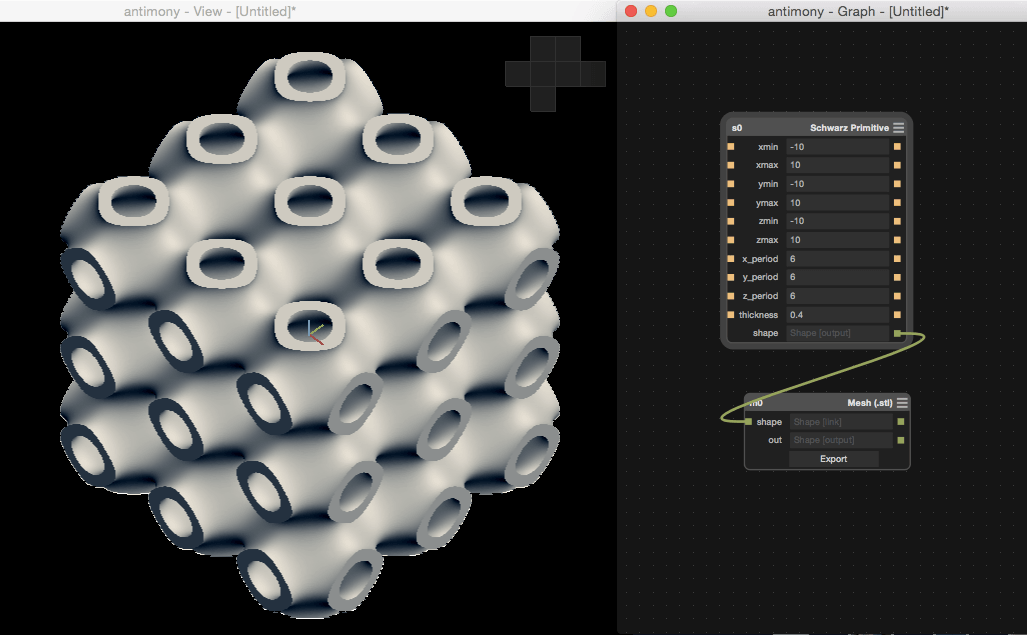 antimony - View - [Untitled]*
antimony - Graph - [Untitled]*
s0 Schwarz Primitive
xmin -10
xmax 10
ymin -10
ymax 10
zmin -10
zmax 10
x_period 6
y_period 6
z_period 6
thickness 0.4
shape Shape [output]
m0 Mesh (.stl)
shape Shape [link]
out Shape [output]
Export